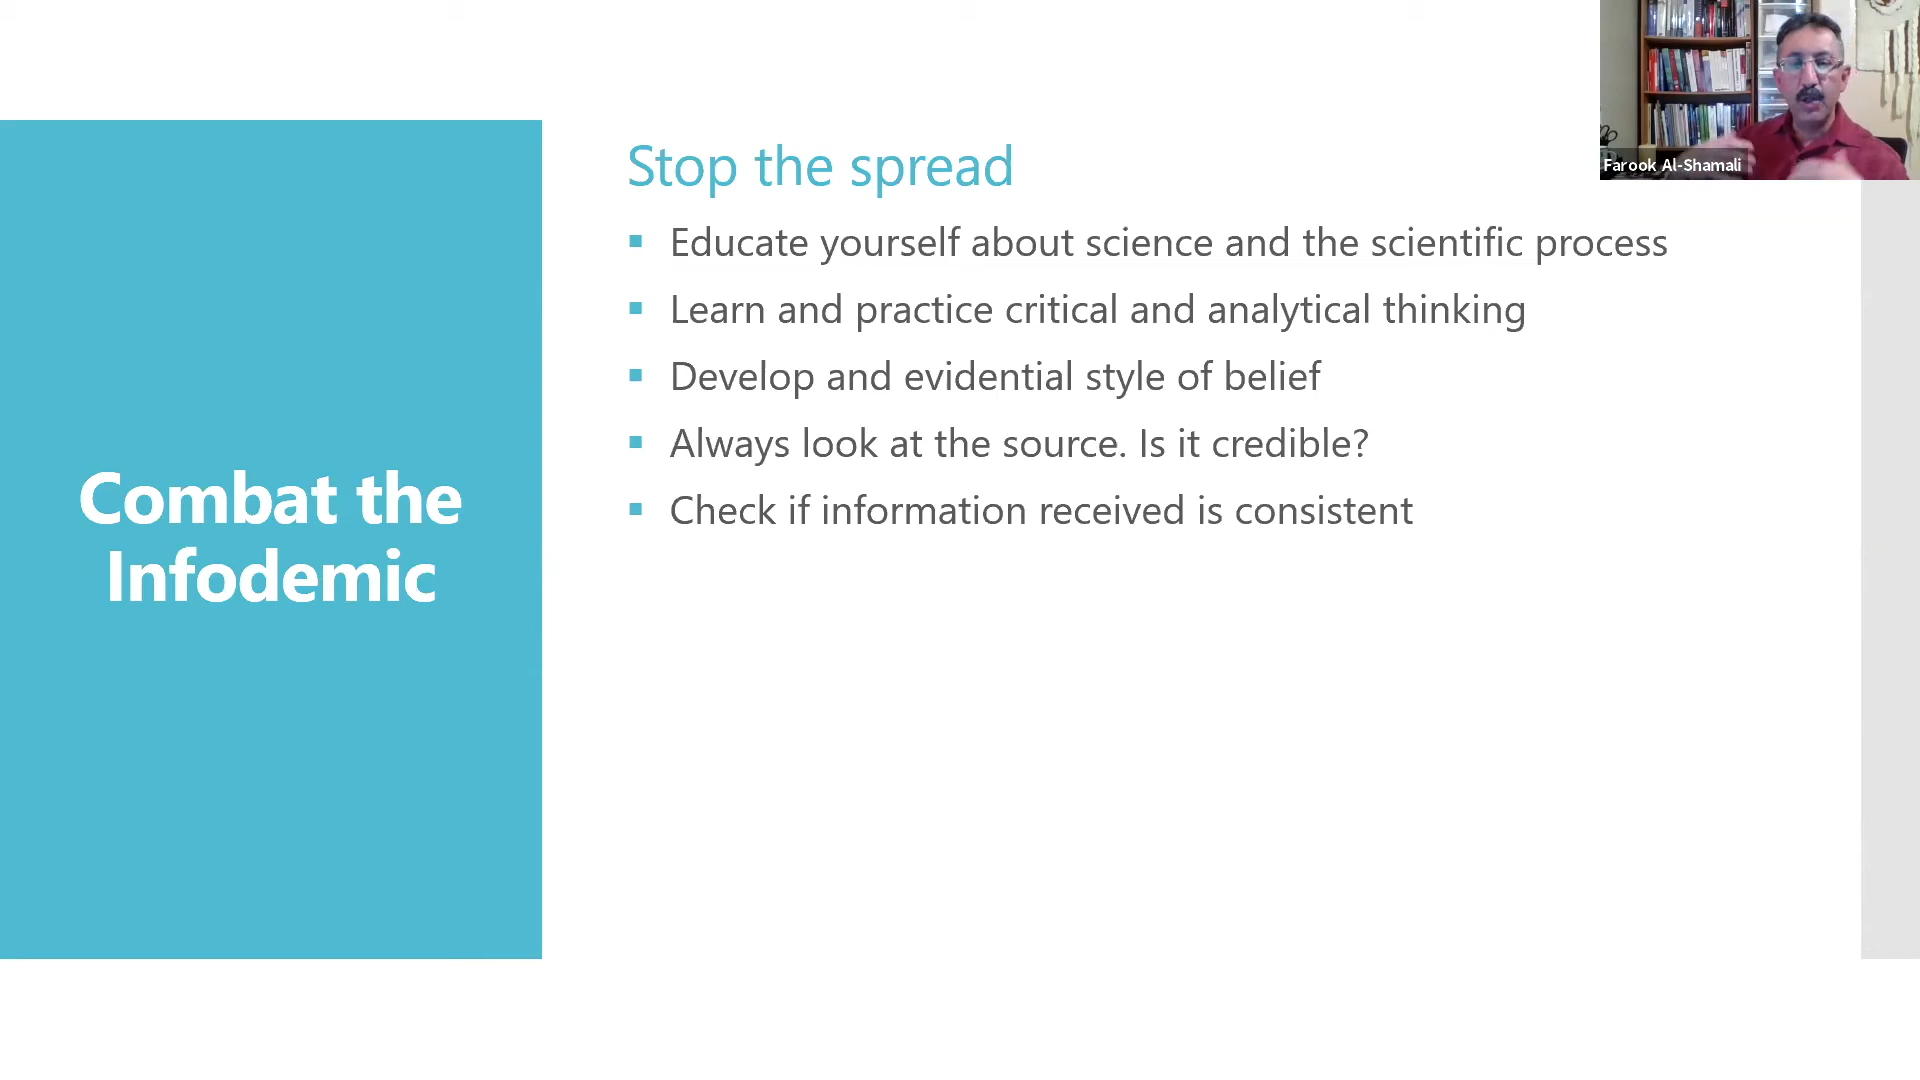 Combat the
Infodemic
Stop the spread
Educate yourself about science and the scientific process
Learn and practice critical and analytical thinking
Develop and evidential style of belief
Always look at the source. Is it credible?
Check if information received is consistent
Farook Al-Shamali